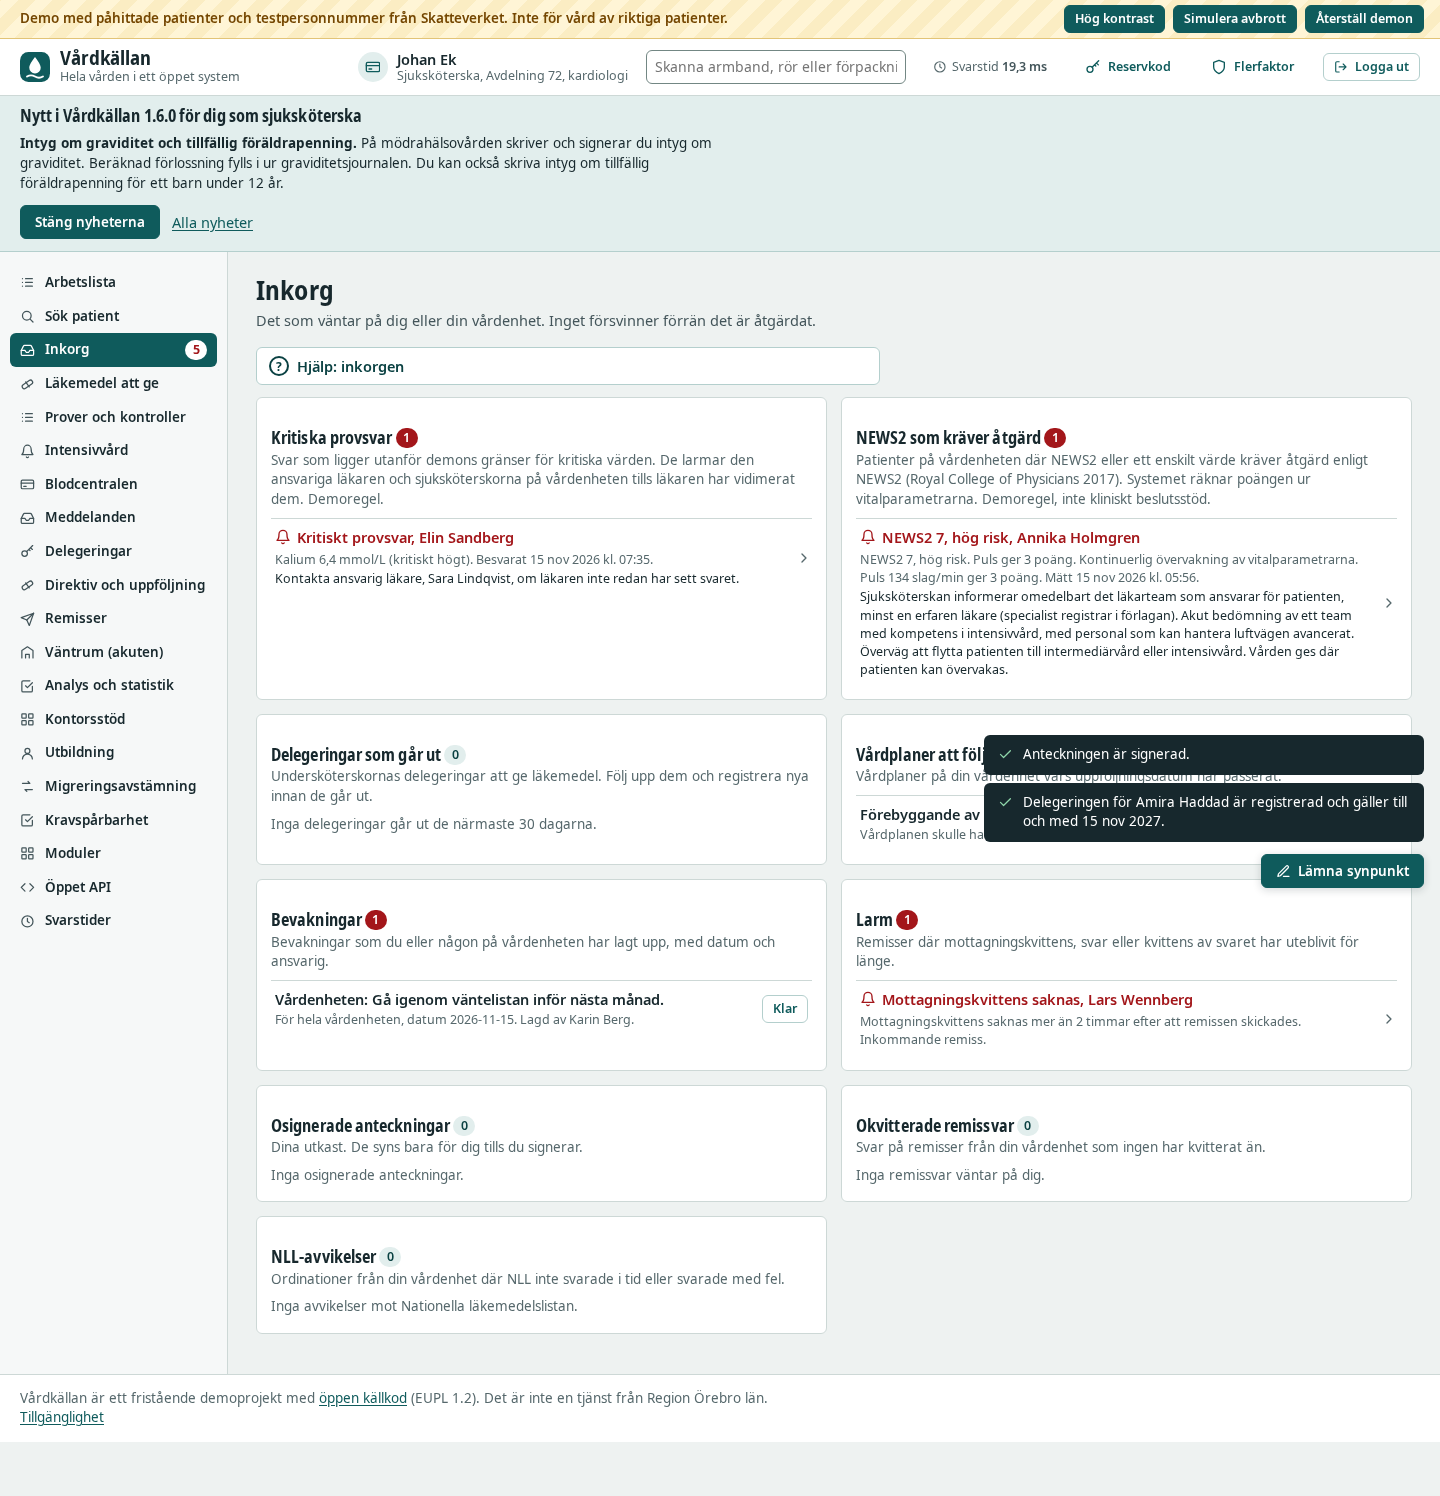 Demo med påhittade patienter och testpersonnummer från Skatteverket. Inte för vård av riktiga patienter.
Hög kontrast
Simulera avbrott
Återställ demon
Vårdkällan
Hela vården i ett öppet system
Johan Ek
Sjuksköterska, Avdelning 72, kardiologi
Skanna armband, rör eller förpackni
Svarstid 19,3 ms
Reservkod
Flerfaktor
Logga ut
Nytt i Vårdkällan 1.6.0 för dig som sjuksköterska
Intyg om graviditet och tillfällig föräldrapenning. På mödrahälsovården skriver och signerar du intyg om
graviditet. Beräknad förlossning fylls i ur graviditetsjournalen. Du kan också skriva intyg om tillfällig
föräldrapenning för ett barn under 12 år.
Stäng nyheterna
Alla nyheter
Arbetslista
Sök patient
Inkorg 5
Läkemedel att ge
Prover och kontroller
Intensivvård
Blodcentralen
Meddelanden
Delegeringar
Direktiv och uppföljning
Remisser
Väntrum (akuten)
Analys och statistik
Kontorsstöd
Utbildning
Migreringsavstämning
Kravspårbarhet
Moduler
Öppet API
Svarstider
Inkorg
Det som väntar på dig eller din vårdenhet. Inget försvinner förrän det är åtgärdat.
? Hjälp: inkorgen
Kritiska provsvar 1
Svar som ligger utanför demons gränser för kritiska värden. De larmar den
ansvariga läkaren och sjuksköterskorna på vårdenheten tills läkaren har vidimerat
dem. Demoregel.
Kritiskt provsvar, Elin Sandberg
Kalium 6,4 mmol/L (kritiskt högt). Besvarat 15 nov 2026 kl. 07:35.
Kontakta ansvarig läkare, Sara Lindqvist, om läkaren inte redan har sett svaret.
NEWS2 som kräver åtgärd 1
Patienter på vårdenheten där NEWS2 eller ett enskilt värde kräver åtgärd enligt
NEWS2 (Royal College of Physicians 2017). Systemet räknar poängen ur
vitalparametrarna. Demoregel, inte kliniskt beslutsstöd.
NEWS2 7, hög risk, Annika Holmgren
NEWS2 7, hög risk. Puls ger 3 poäng. Kontinuerlig övervakning av vitalparametrarna.
Puls 134 slag/min ger 3 poäng. Mätt 15 nov 2026 kl. 05:56.
Sjuksköterskan informerar omedelbart det läkarteam som ansvarar för patienten,
minst en erfaren läkare (specialist registrar i förlagan). Akut bedömning av ett team
med kompetens i intensivvård, med personal som kan hantera luftvägen avancerat.
Överväg att flytta patienten till intermediärvård eller intensivvård. Vården ges där
patienten kan övervakas.
Delegeringar som går ut 0
Undersköterskornas delegeringar att ge läkemedel. Följ upp dem och registrera nya
innan de går ut.
Inga delegeringar går ut de närmaste 30 dagarna.
Vårdplaner att följ
Vårdplaner på din vårdenhet vars uppföljningsdatum har passerat.
Förebyggande av
Vårdplanen skulle ha
Anteckningen är signerad.
Delegeringen för Amira Haddad är registrerad och gäller till
och med 15 nov 2027.
Lämna synpunkt
Bevakningar 1
Bevakningar som du eller någon på vårdenheten har lagt upp, med datum och
ansvarig.
Vårdenheten: Gå igenom väntelistan inför nästa månad.
För hela vårdenheten, datum 2026-11-15. Lagd av Karin Berg.
Klar
Larm 1
Remisser där mottagningskvittens, svar eller kvittens av svaret har uteblivit för
länge.
Mottagningskvittens saknas, Lars Wennberg
Mottagningskvittens saknas mer än 2 timmar efter att remissen skickades.
Inkommande remiss.
Osignerade anteckningar 0
Dina utkast. De syns bara för dig tills du signerar.
Inga osignerade anteckningar.
Okvitterade remissvar 0
Svar på remisser från din vårdenhet som ingen har kvitterat än.
Inga remissvar väntar på dig.
NLL-avvikelser 0
Ordinationer från din vårdenhet där NLL inte svarade i tid eller svarade med fel.
Inga avvikelser mot Nationella läkemedelslistan.
Vårdkällan är ett fristående demoprojekt med öppen källkod (EUPL 1.2). Det är inte en tjänst från Region Örebro län.
Tillgänglighet